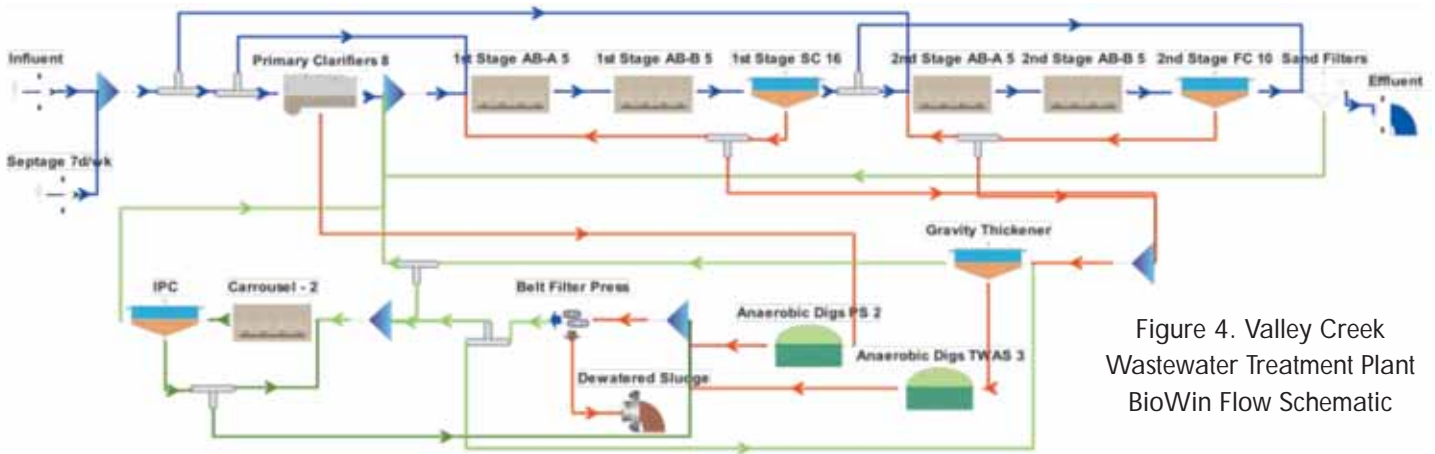 Influent
Primary Clarifiers 8
1st Stage AB-A 5
1st Stage AB-B 5
1st Stage SC 16
2nd Stage AB-A 5
2nd Stage AB-B 5
2nd Stage FC 10
Sand Filters
Effluent
Septage 7d/wk
Gravity Thickener
IPC
Carrousel - 2
Belt Filter Press
Anaerobic Digs PS 2
Anaerobic Digs TWAS 3
Dewatered Sludge
Figure 4. Valley Creek
Wastewater Treatment Plant
BioWin Flow Schematic